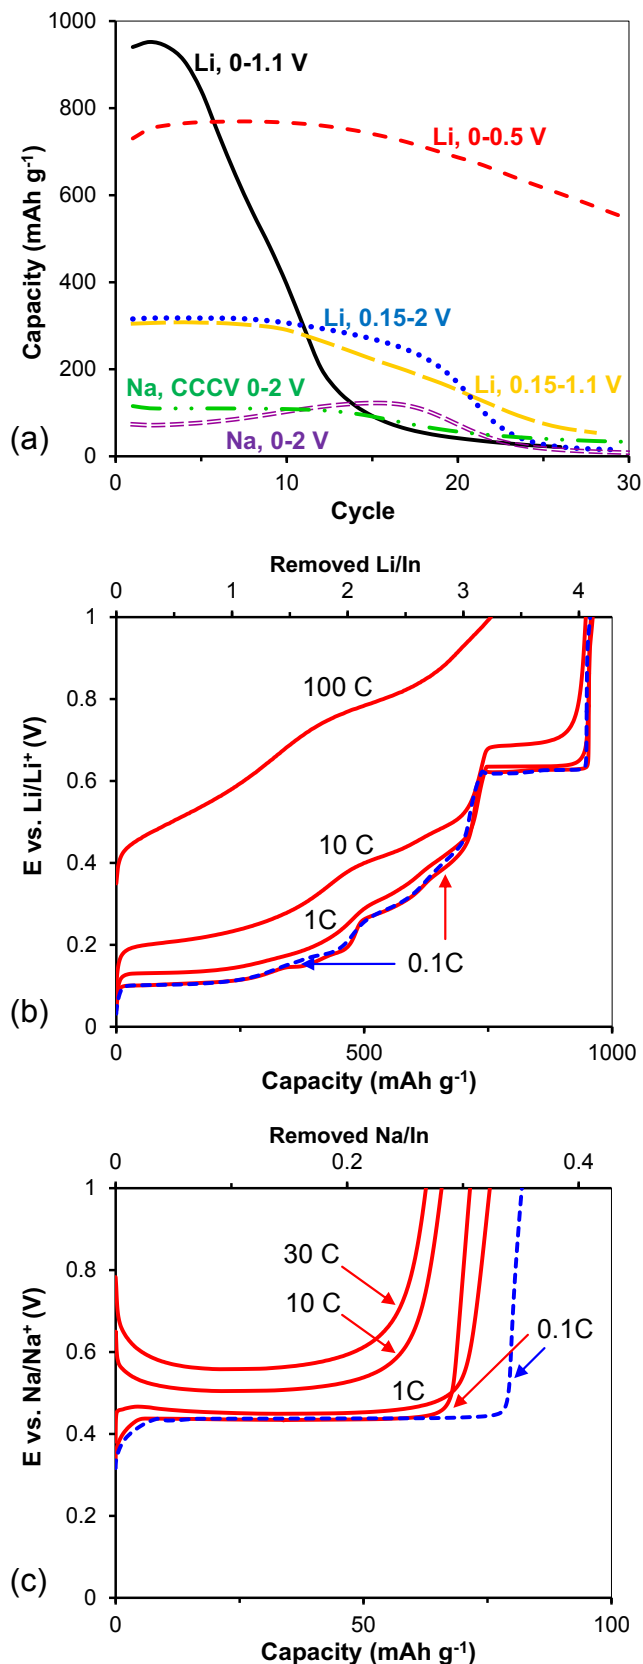 1000
800
600
400
200
0
Capacity (mAh g-1)
Li, 0-1.1 V
Li, 0-0.5 V
Li, 0.15-2 V
Li, 0.15-1.1 V
Na, CCCV 0-2 V
Na, 0-2 V
(a)
0 10 20 30
Cycle
Removed Li/In
0 1 2 3 4
1
0.8
0.6
0.4
0.2
0
E vs. Li/Li+ (V)
100 C
10 C
1C
0.1C
(b)
0 500 1000
Capacity (mAh g-1)
Removed Na/In
0 0.2 0.4
1
0.8
0.6
0.4
0.2
0
E vs. Na/Na+ (V)
30 C
10 C
0.1C
1C
(c)
0 50 100
Capacity (mAh g-1)